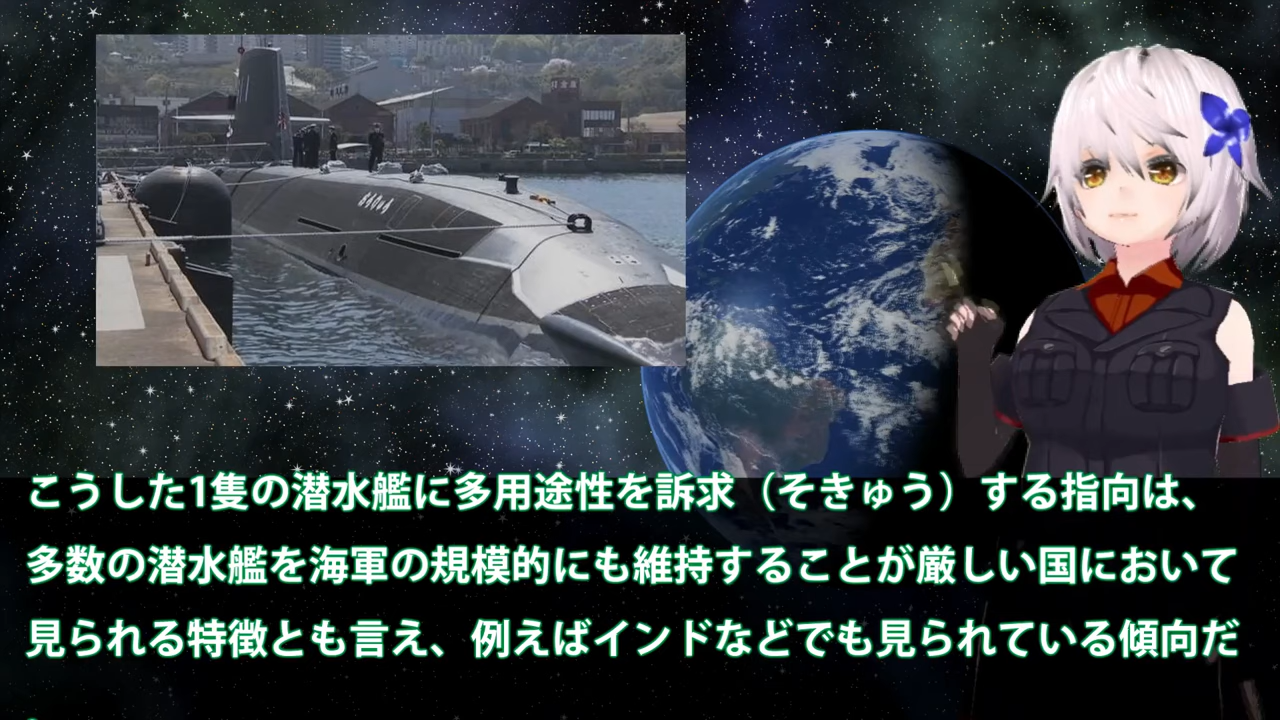 こうした1隻の潜水艦に多用途性を訴求（そきゅう）する指向は、
多数の潜水艦を海軍の規模的にも維持することが厳しい国において
見られる特徴とも言え、例えばインドなどでも見られている傾向だ